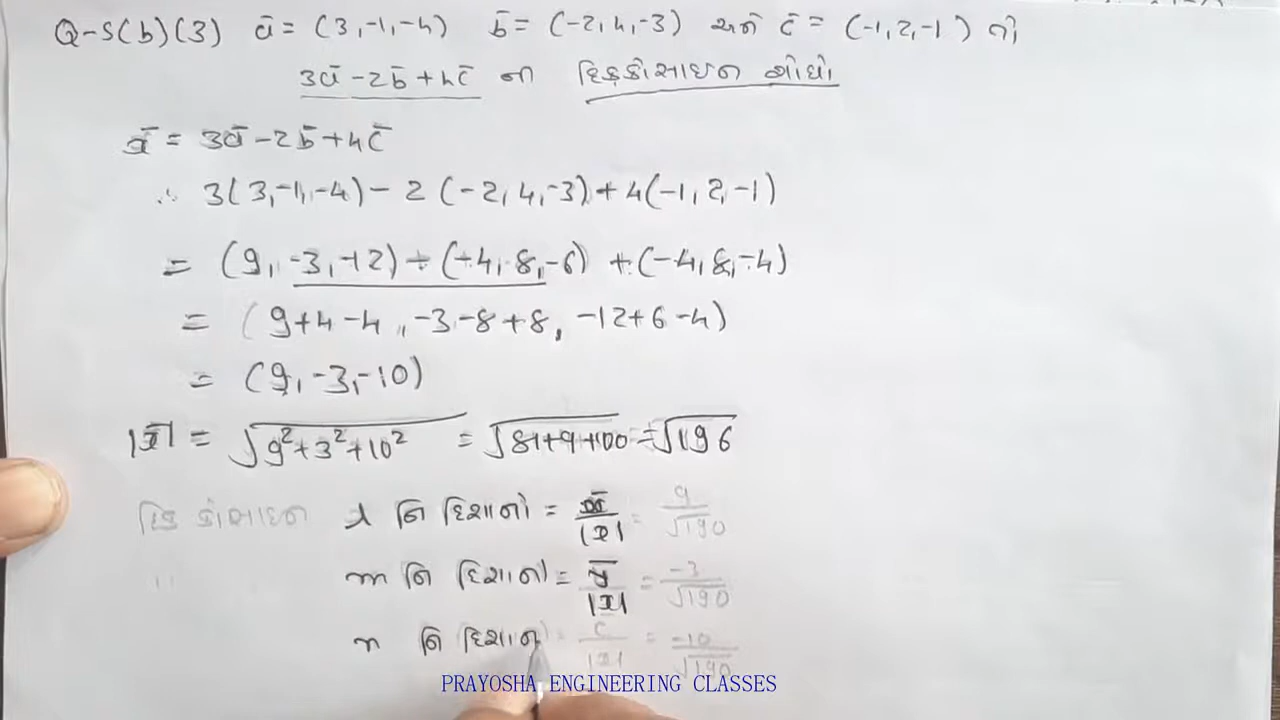 Q-5(b)(3) ā = (3,-1,-4) b̄ = (-2,4,-3) અને c̄ = (-1,2,-1) તો,
3ā-2b̄+4c̄ ના દિક્કોસાઈન શોધો.
x̄ = 3ā-2b̄+4c̄
∴ 3(3,-1,-4)-2(-2,4,-3)+4(-1,2,-1)
= (9,-3,-12)-(-4,8,-6)+(-4,8,-4)
= (9+4-4,-3-8+8,-12+6-4)
= (9,-3,-10)
|x̄| = √9²+3²+10² = √81+9+100 = √196
l ની દિશાનો = x̄/|x̄| = 9/√190
m ની દિશાનો = ȳ/|x̄| = -3/√190
n ની દિશાન = c/|x| = -10/√190
PRAYOSHA ENGINEERING CLASSES